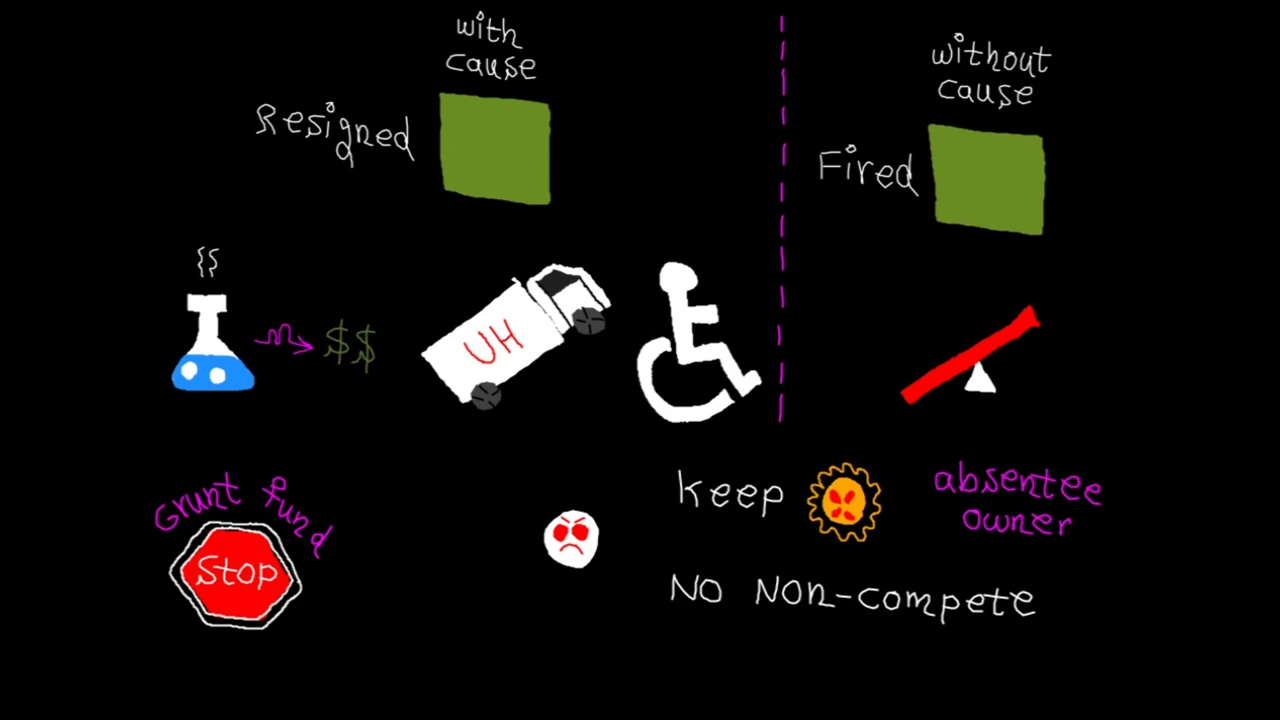 with
cause
Resigned
without
cause
Fired
$$
UH
Keep
absentee
owner
Grunt fund
Stop
NO NON-compete